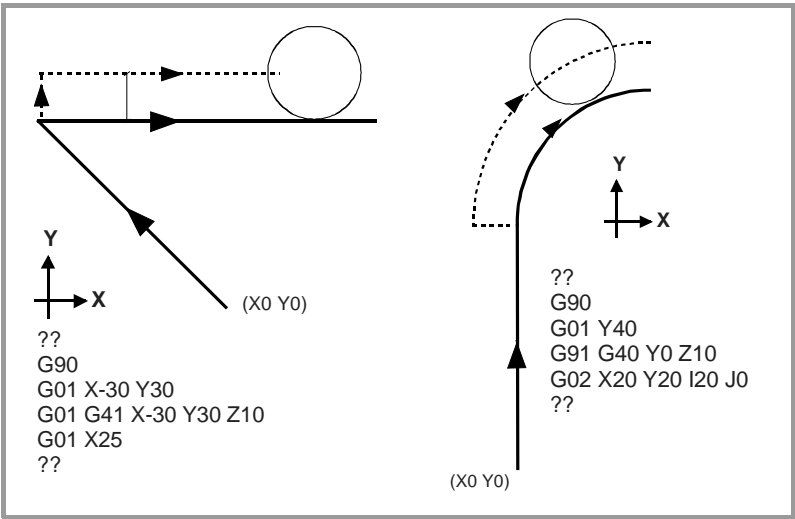 (X0 Y0)
Y
X
??
G90
G01 X-30 Y30
G01 G41 X-30 Y30 Z10
G01 X25
??
Y
X
??
G90
G01 Y40
G91 G40 Y0 Z10
G02 X20 Y20 I20 J0
??
(X0 Y0)